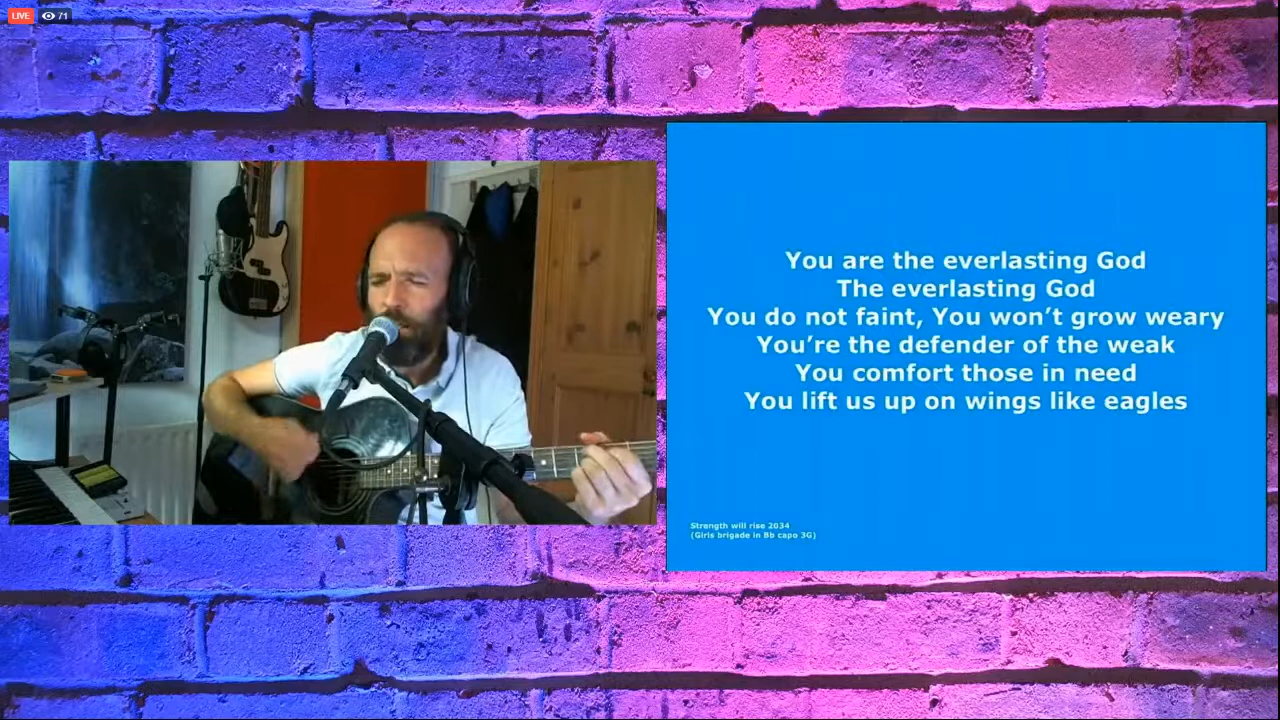 LIVE 71
You are the everlasting God
The everlasting God
You do not faint, You won't grow weary
You're the defender of the weak
You comfort those in need
You lift us up on wings like eagles
Strength will rise 2034
(Girls brigade in Bb capo 3G)